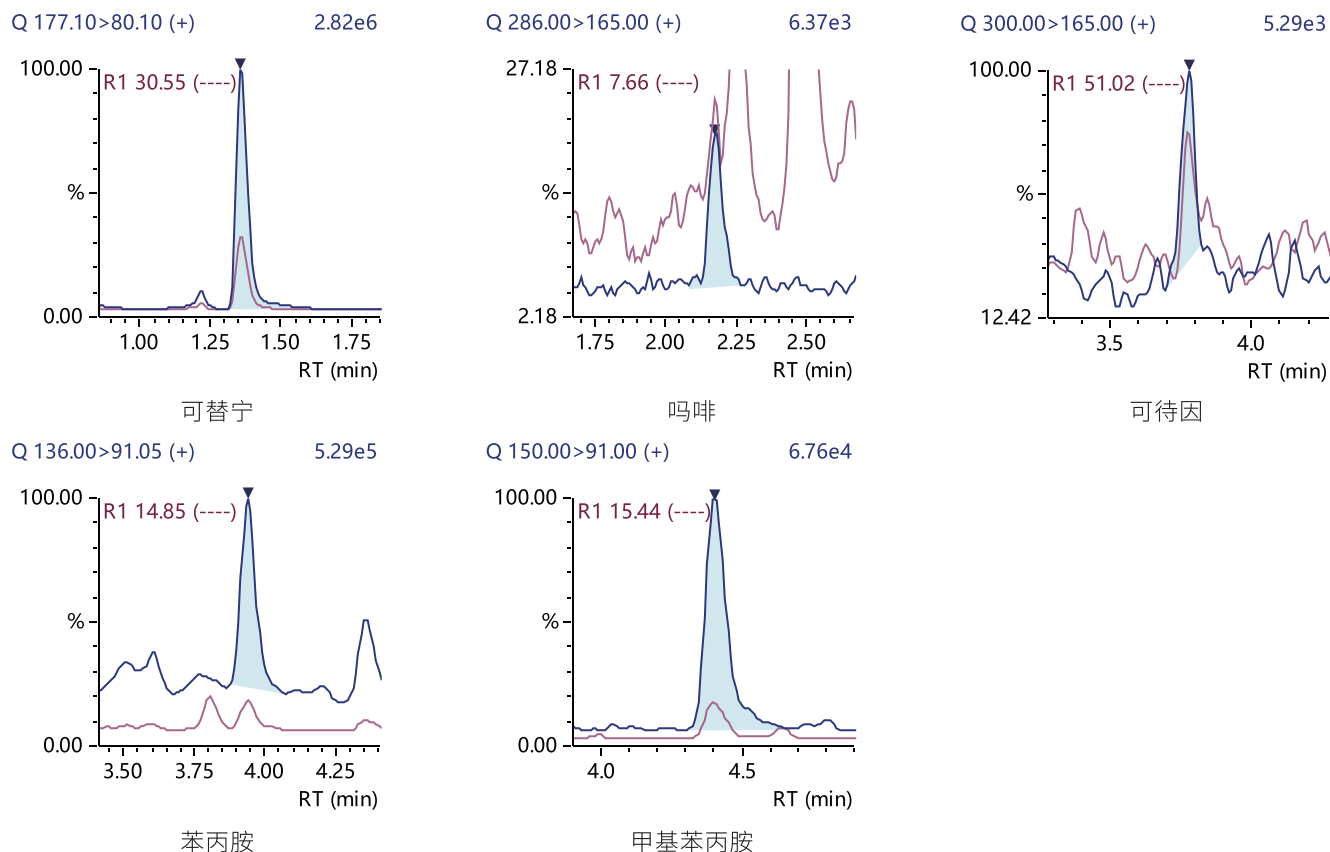 Q 177.10>80.10 (+) 2.82e6
100.00
R1 30.55 (----)
%
0.00
1.00 1.25 1.50 1.75
RT (min)
可替宁
Q 286.00>165.00 (+) 6.37e3
27.18
R1 7.66 (----)
%
2.18
1.75 2.00 2.25 2.50
RT (min)
吗啡
Q 300.00>165.00 (+) 5.29e3
100.00
R1 51.02 (----)
%
12.42
3.5 4.0
RT (min)
可待因
Q 136.00>91.05 (+) 5.29e5
100.00
R1 14.85 (----)
%
0.00
3.50 3.75 4.00 4.25
RT (min)
苯丙胺
Q 150.00>91.00 (+) 6.76e4
100.00
R1 15.44 (----)
%
0.00
4.0 4.5
RT (min)
甲基苯丙胺